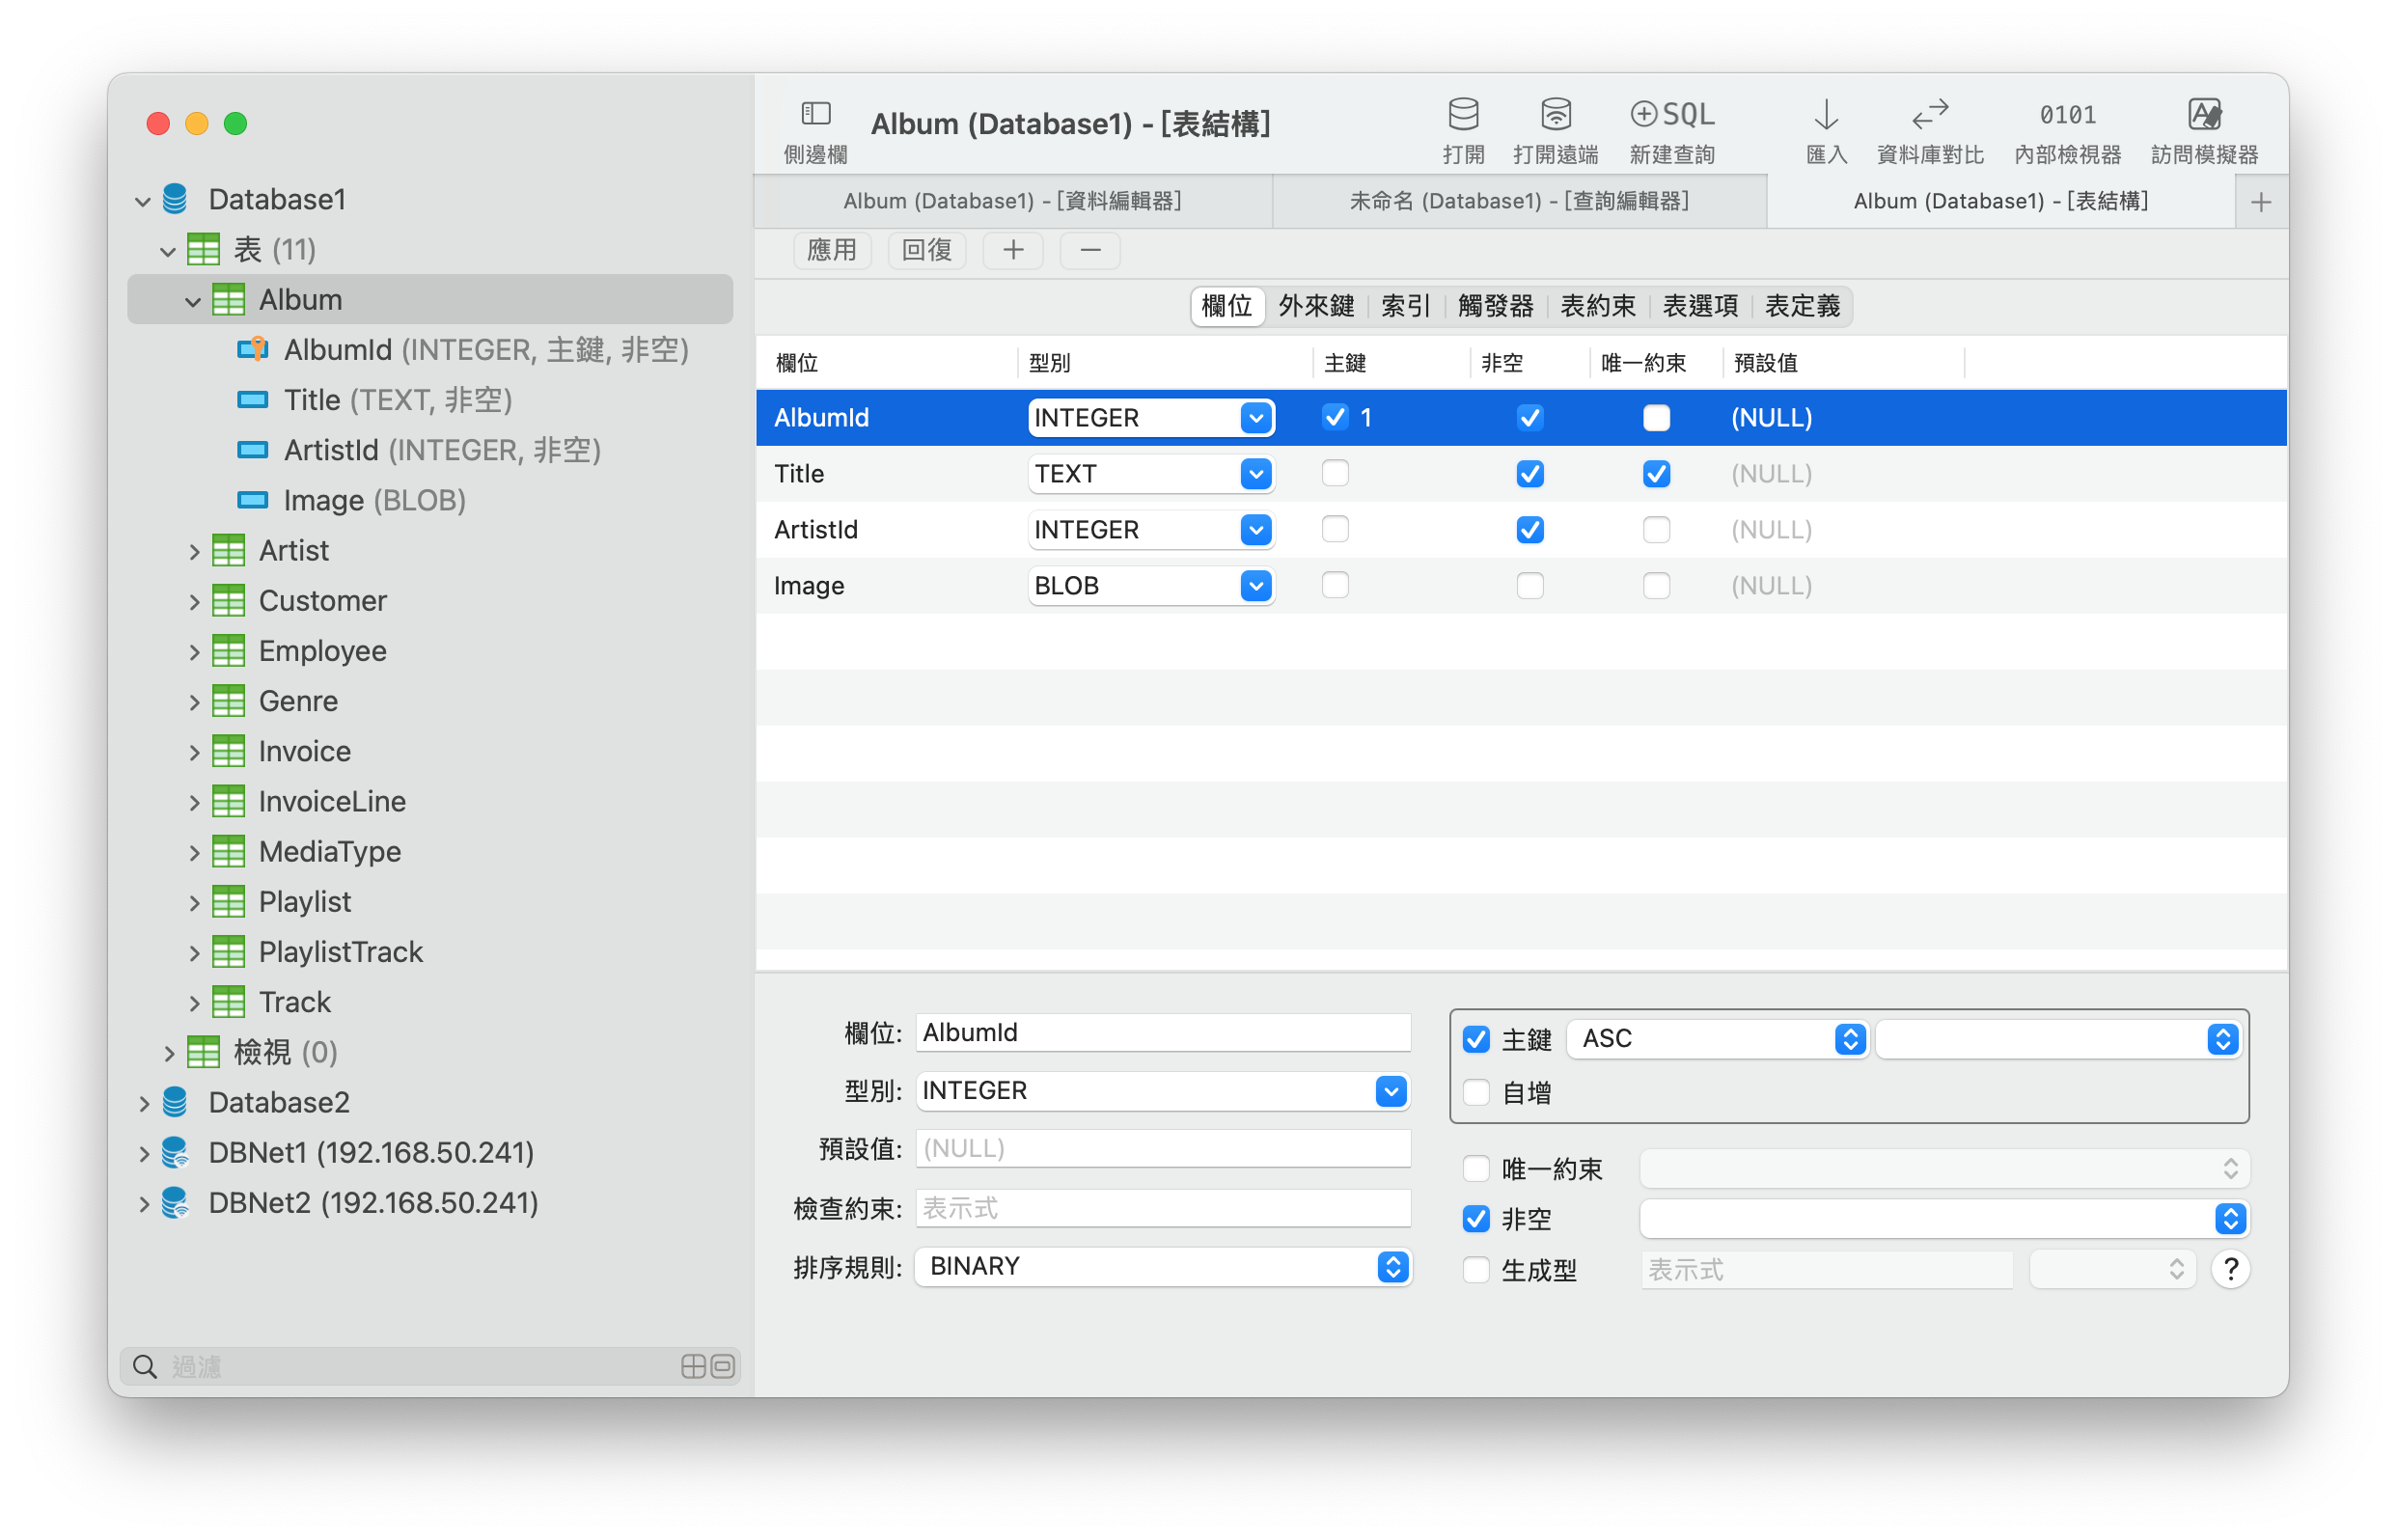 側邊欄
Album (Database1) - [表結構]
打開
打開遠端
SQL
新建查詢
匯入
資料庫對比
0101
內部檢視器
訪問模擬器
Album (Database1) - [資料編輯器]
未命名 (Database1) - [查詢編輯器]
Album (Database1) - [表結構]
Database1
表 (11)
Album
AlbumId (INTEGER, 主鍵, 非空)
Title (TEXT, 非空)
ArtistId (INTEGER, 非空)
Image (BLOB)
Artist
Customer
Employee
Genre
Invoice
InvoiceLine
MediaType
Playlist
PlaylistTrack
Track
檢視 (0)
Database2
DBNet1 (192.168.50.241)
DBNet2 (192.168.50.241)
過濾
應用 回復
欄位 外來鍵 索引 觸發器 表約束 表選項 表定義
欄位 型別 主鍵 非空 唯一約束 預設值
AlbumId INTEGER 1 (NULL)
Title TEXT (NULL)
ArtistId INTEGER (NULL)
Image BLOB (NULL)
欄位: AlbumId
型別: INTEGER
預設值: (NULL)
檢查約束: 表示式
排序規則: BINARY
主鍵 ASC
自增
唯一約束
非空
生成型 表示式 ?